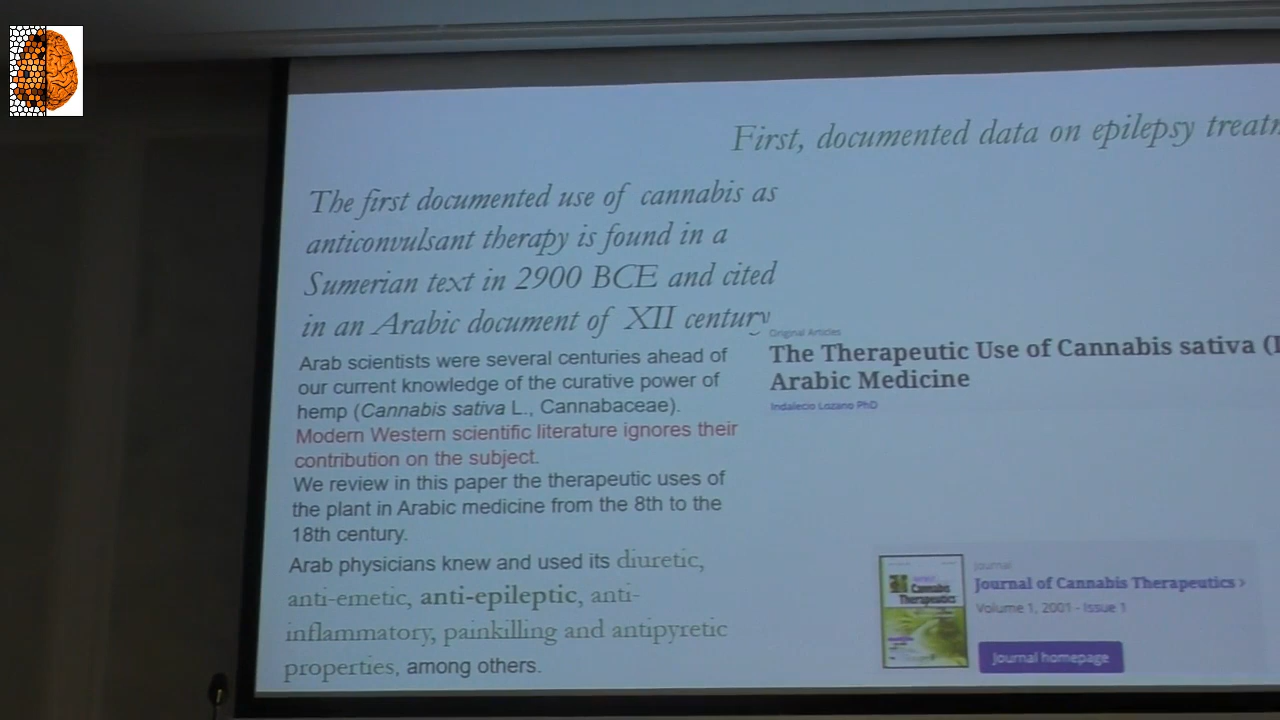 First, documented data on epilepsy
The first documented use of cannabis as
anticonvulsant therapy is found in a
Sumerian text in 2900 BCE and cited
in an Arabic document of XII century
Arab scientists were several centuries ahead of
our current knowledge of the curative power of
hemp (Cannabis sativa L., Cannabaceae).
Modern Western scientific literature ignores their
contribution on the subject.
We review in this paper the therapeutic uses of
the plant in Arabic medicine from the 8th to the
18th century.
Arab physicians knew and used its diuretic,
anti-emetic, anti-epileptic, anti-
inflammatory, painkilling and antipyretic
properties, among others.
Original Articles
The Therapeutic Use of Cannabis sativa
Arabic Medicine
Indalecio Lozano PhD
Cannabis
Therapeutics
Journal
Journal of Cannabis Therapeutics ›
Volume 1, 2001 - Issue 1
Journal homepage